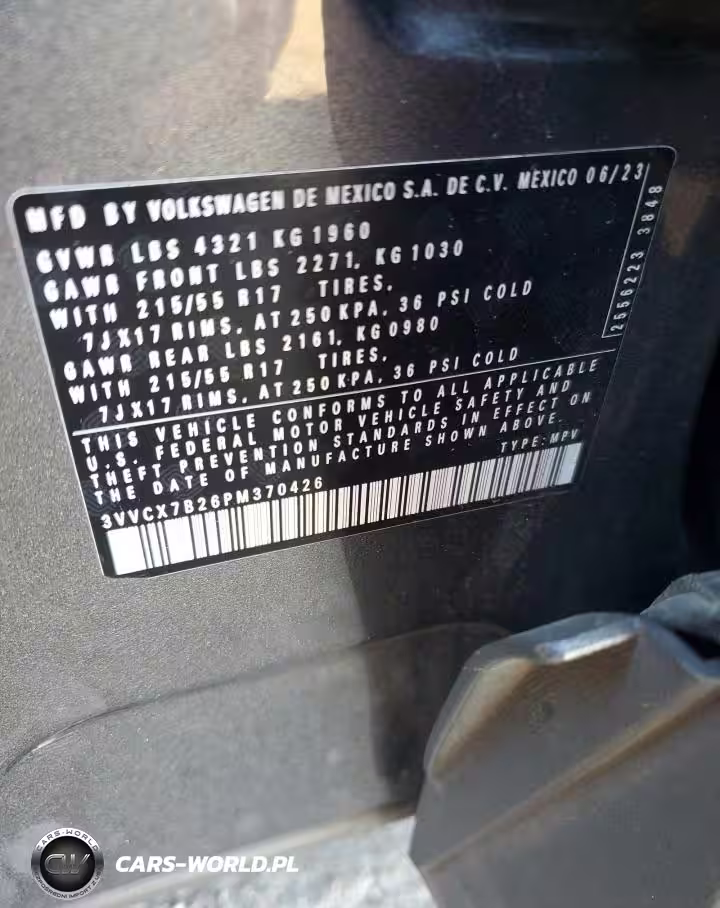 MFD BY VOLKSWAGEN DE MEXICO S.A. DE C.V. MEXICO 06/23
GVWR LBS 4321 KG 1960
GAWR FRONT LBS 2271, KG 1030
WITH 215/55 R17 TIRES,
7JX17 RIMS, AT 250 KPA, 36 PSI COLD
GAWR REAR LBS 2161, KG 0980
WITH 215/55 R17 TIRES,
7JX17 RIMS, AT 250 KPA, 36 PSI COLD
2556223 3848
THIS VEHICLE CONFORMS TO ALL APPLICABLE
U.S. FEDERAL MOTOR VEHICLE SAFETY AND
THEFT PREVENTION STANDARDS IN EFFECT ON
THE DATE OF MANUFACTURE SHOWN ABOVE.
TYPE: MPV
3VVCX7B26PM370426
CARS-WORLD
CW
CARS-WORLD.PL